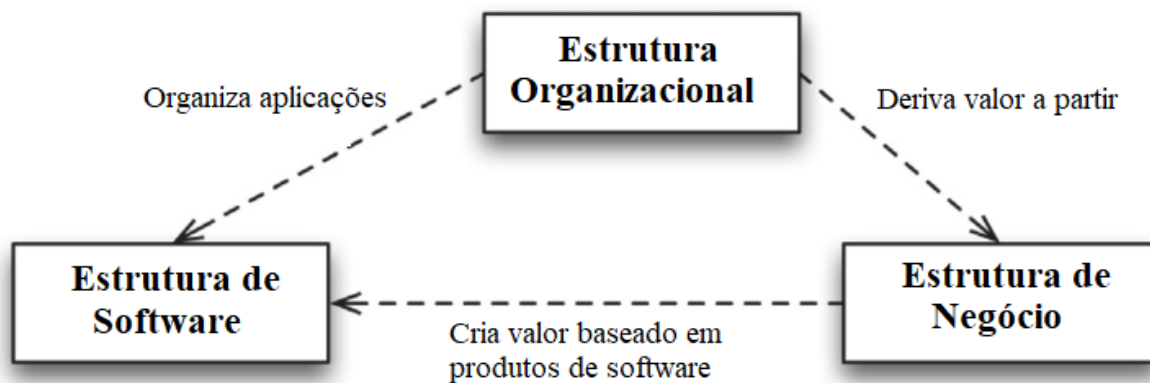 Estrutura
Organizacional
Organiza aplicações
Deriva valor a partir
Estrutura de
Software
Estrutura de
Negócio
Cria valor baseado em
produtos de software